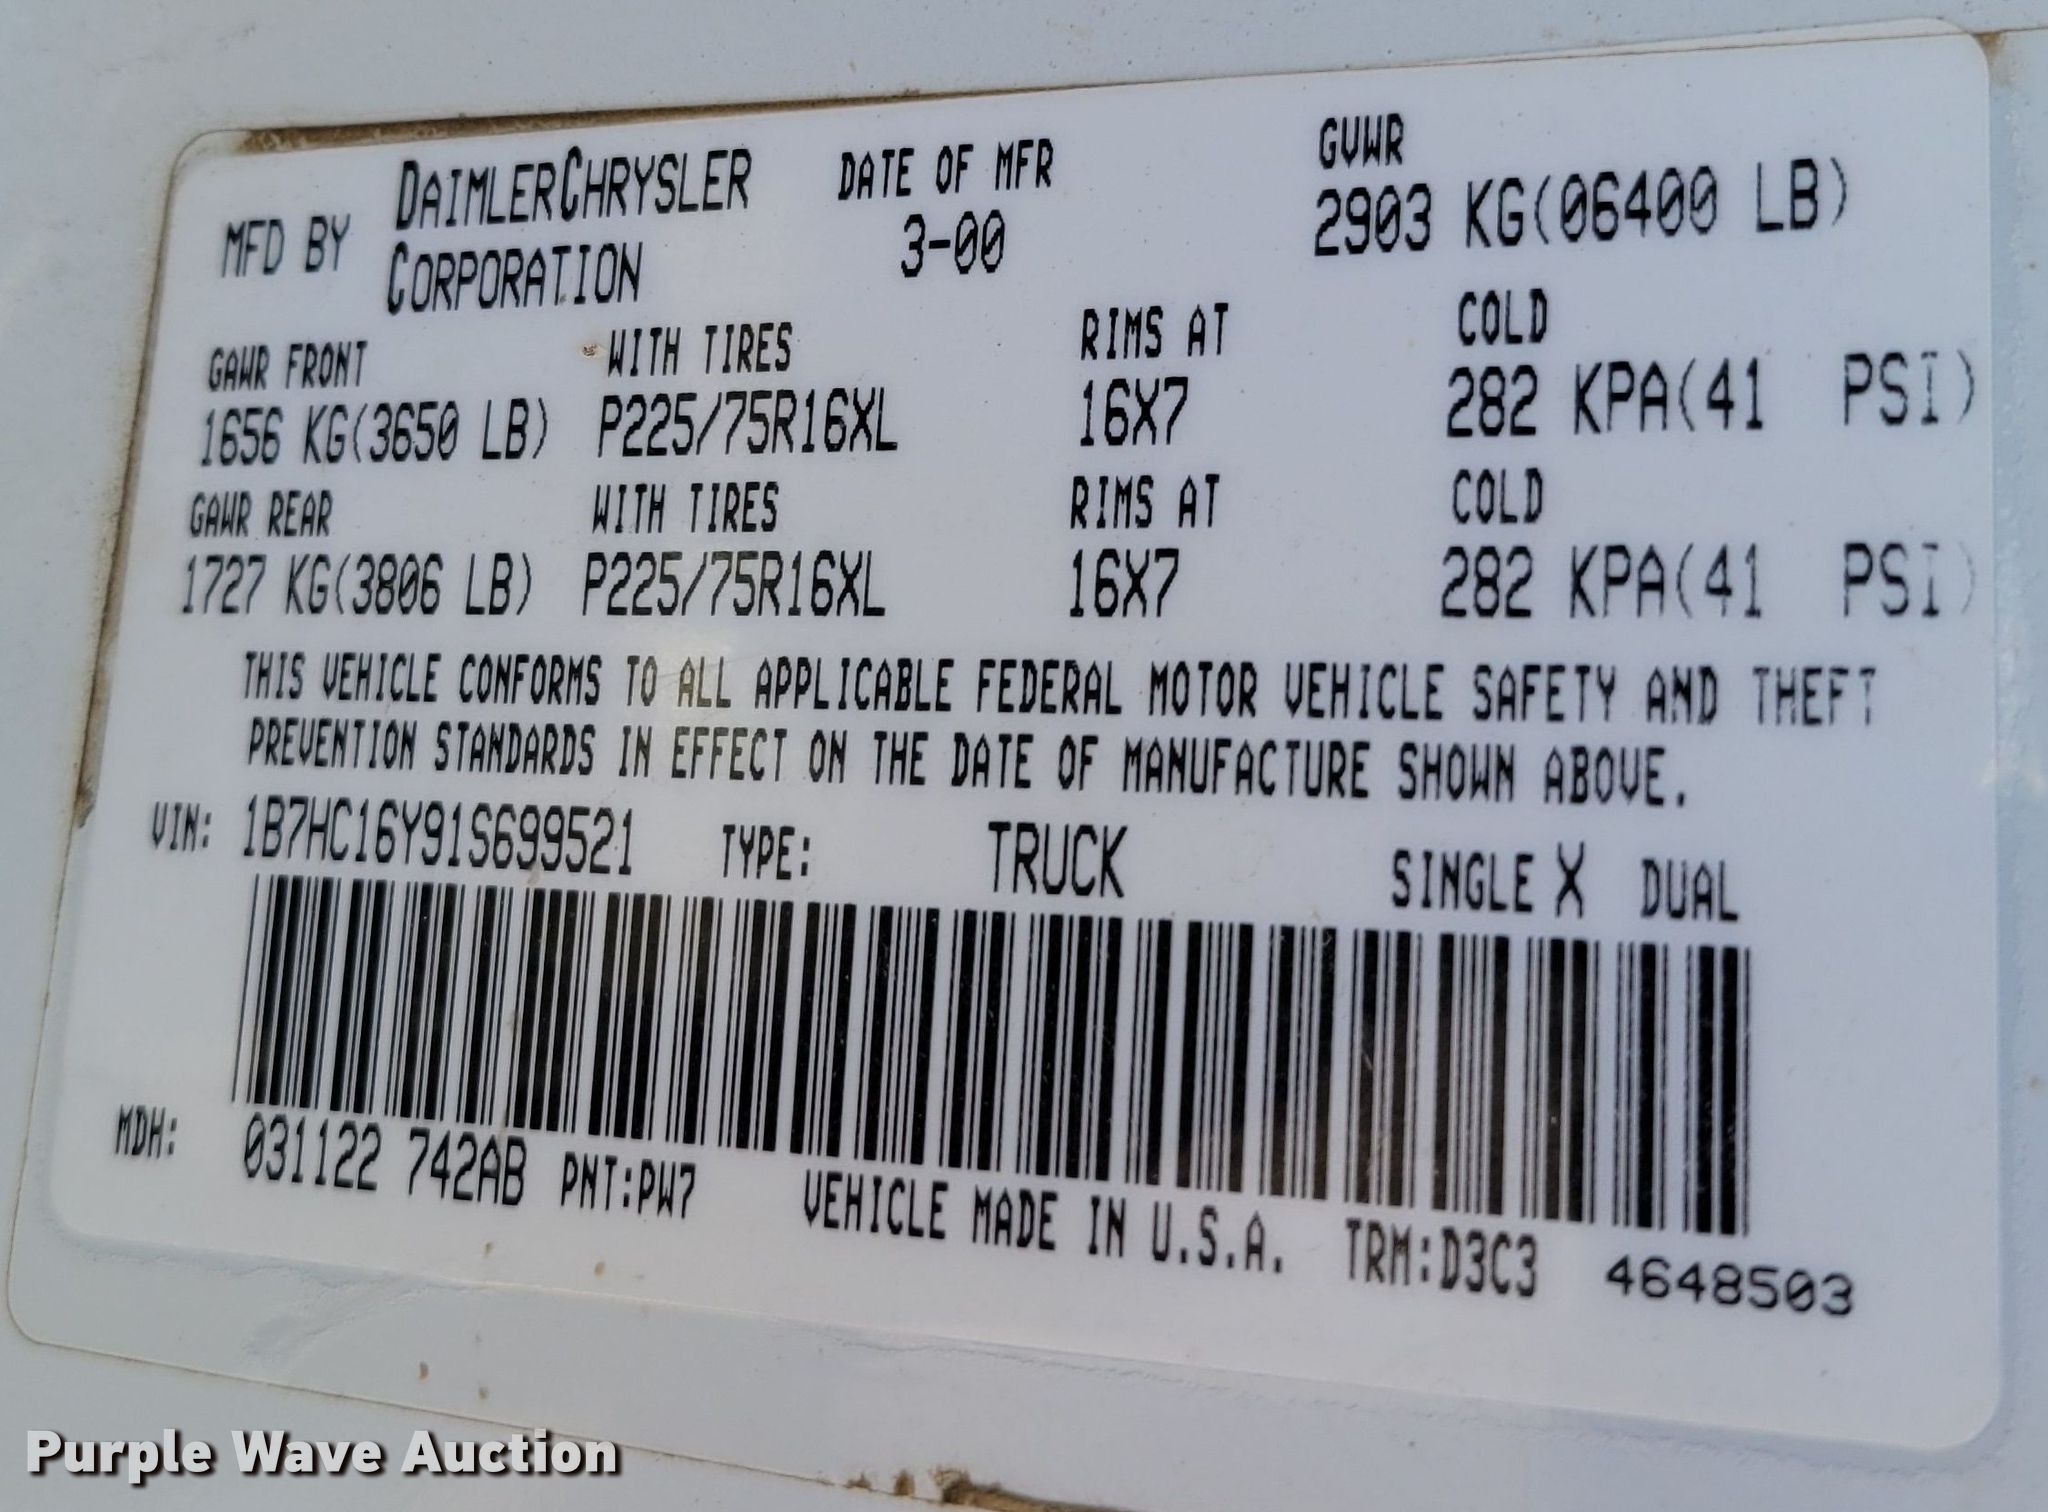 MFD BY DAIMLERCHRYSLER CORPORATION DATE OF MFR 3-00 GVWR 2903 KG(06400 LB)
GAWR FRONT WITH TIRES RIMS AT COLD
1656 KG(3650 LB) P225/75R16XL 16X7 282 KPA(41 PSI)
GAWR REAR WITH TIRES RIMS AT COLD
1727 KG(3806 LB) P225/75R16XL 16X7 282 KPA(41 PSI)
THIS VEHICLE CONFORMS TO ALL APPLICABLE FEDERAL MOTOR VEHICLE SAFETY AND THEFT
PREVENTION STANDARDS IN EFFECT ON THE DATE OF MANUFACTURE SHOWN ABOVE.
VIN: 1B7HC16Y91S699521 TYPE: TRUCK SINGLE X DUAL
MDH: 031122 742AB PNT:PW7 VEHICLE MADE IN U.S.A. TRM:D3C3 4648503
Purple Wave Auction